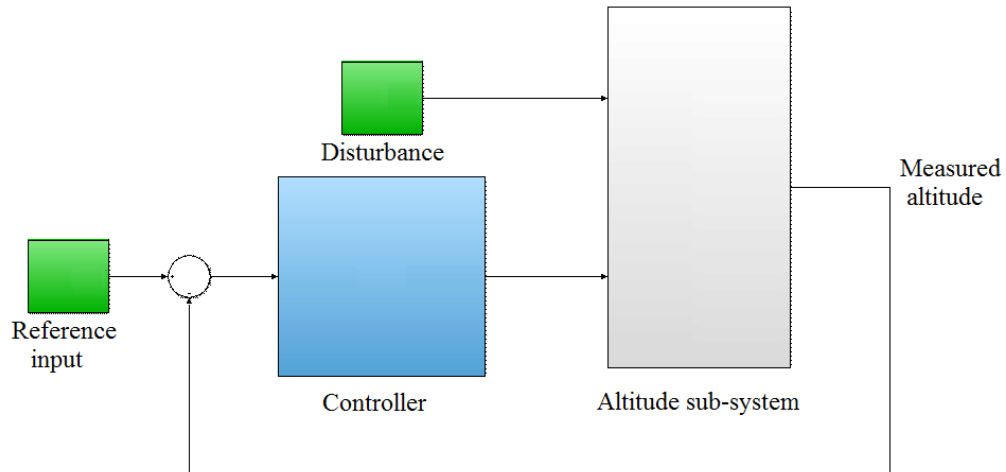 Disturbance
Measured
altitude
Reference
input
Controller
Altitude sub-system